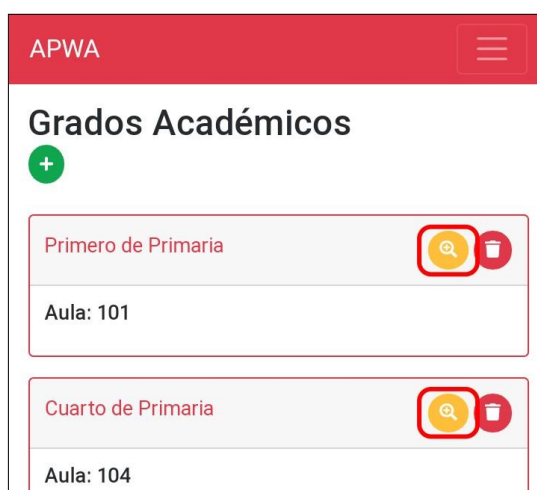 APWA
Grados Académicos
Primero de Primaria
Aula: 101
Cuarto de Primaria
Aula: 104